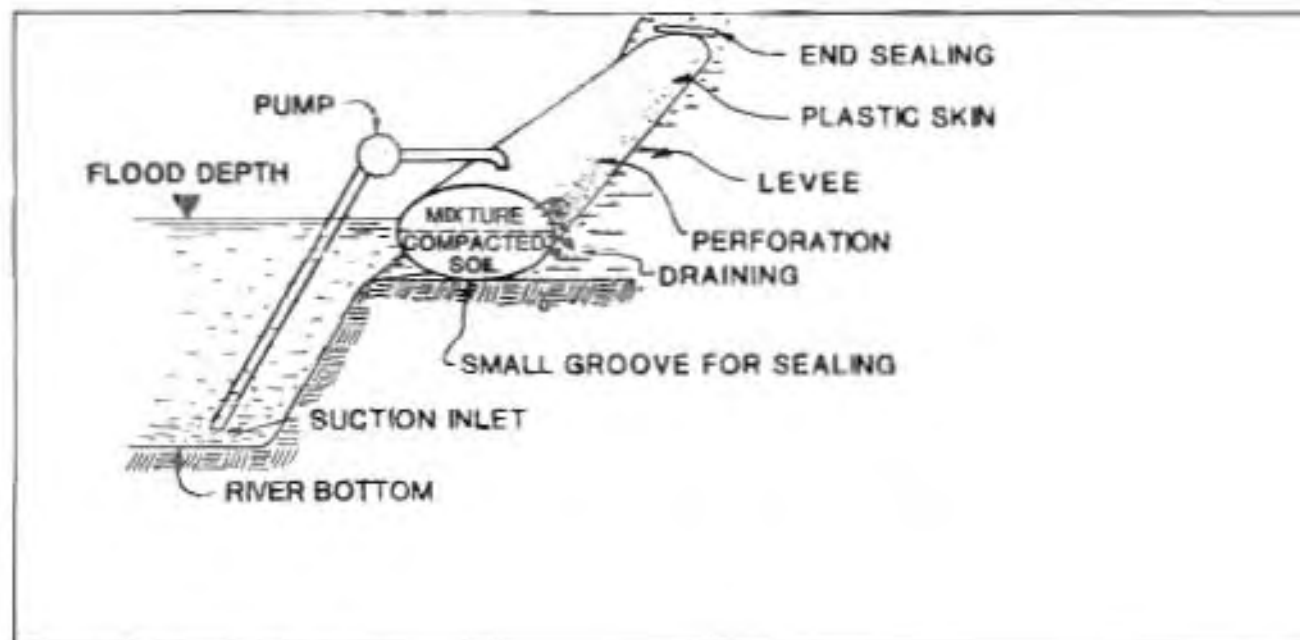 END SEALING
PUMP
PLASTIC SKIN
FLOOD DEPTH
LEVEE
MIXTURE
COMPACTED
SOIL
PERFORATION
DRAINING
SMALL GROOVE FOR SEALING
SUCTION INLET
RIVER BOTTOM